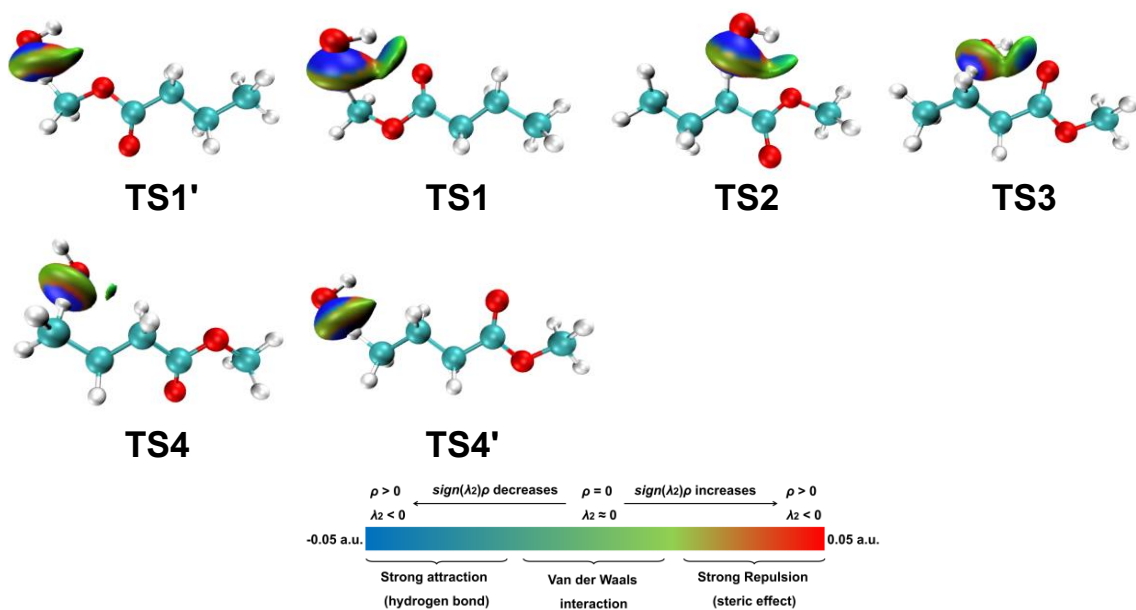 TS1'
TS1
TS2
TS3
TS4
TS4'
ρ > 0 sign(λ₂)ρ decreases ρ = 0 sign(λ₂)ρ increases ρ > 0
λ₂ < 0 λ₂ ≈ 0 λ₂ < 0
-0.05 a.u. 0.05 a.u.
Strong attraction Van der Waals Strong Repulsion
(hydrogen bond) interaction (steric effect)